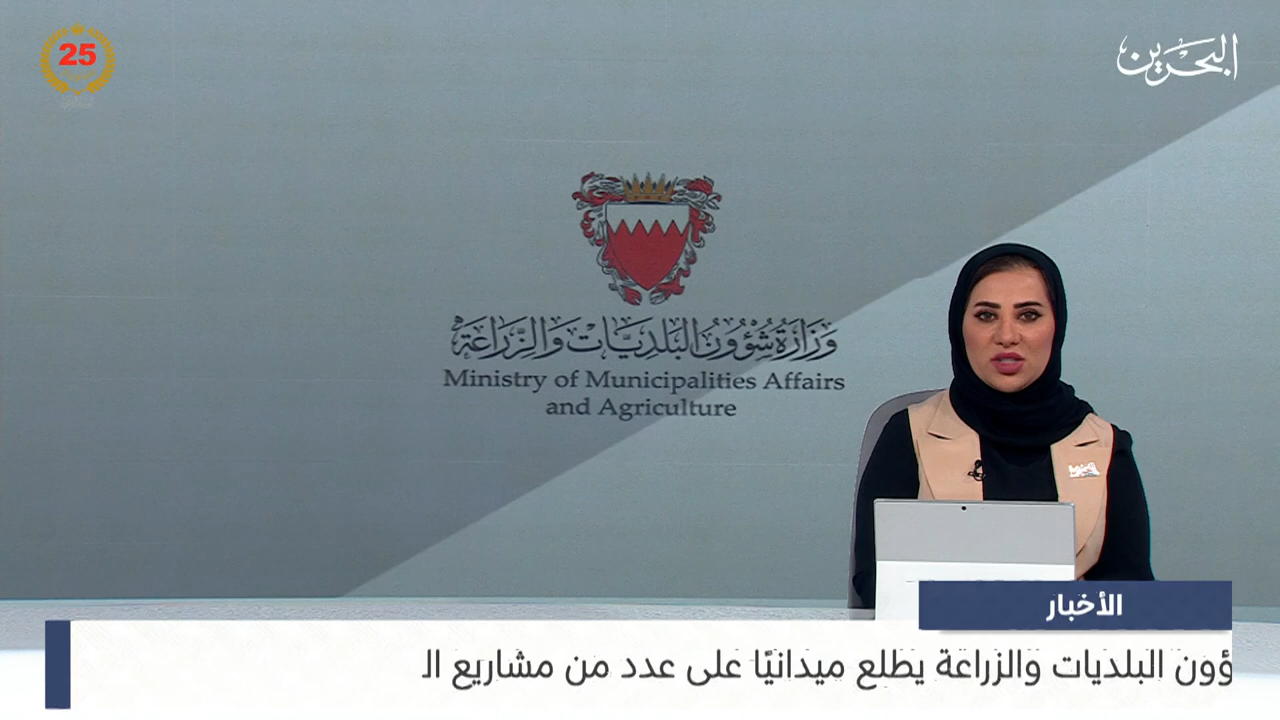 25
البحرين
وزارة شؤون البلديات والزراعة
Ministry of Municipalities Affairs
and Agriculture
الأخبار
ؤون البلديات والزراعة يطلع ميدانيًا على عدد من مشاريع ال